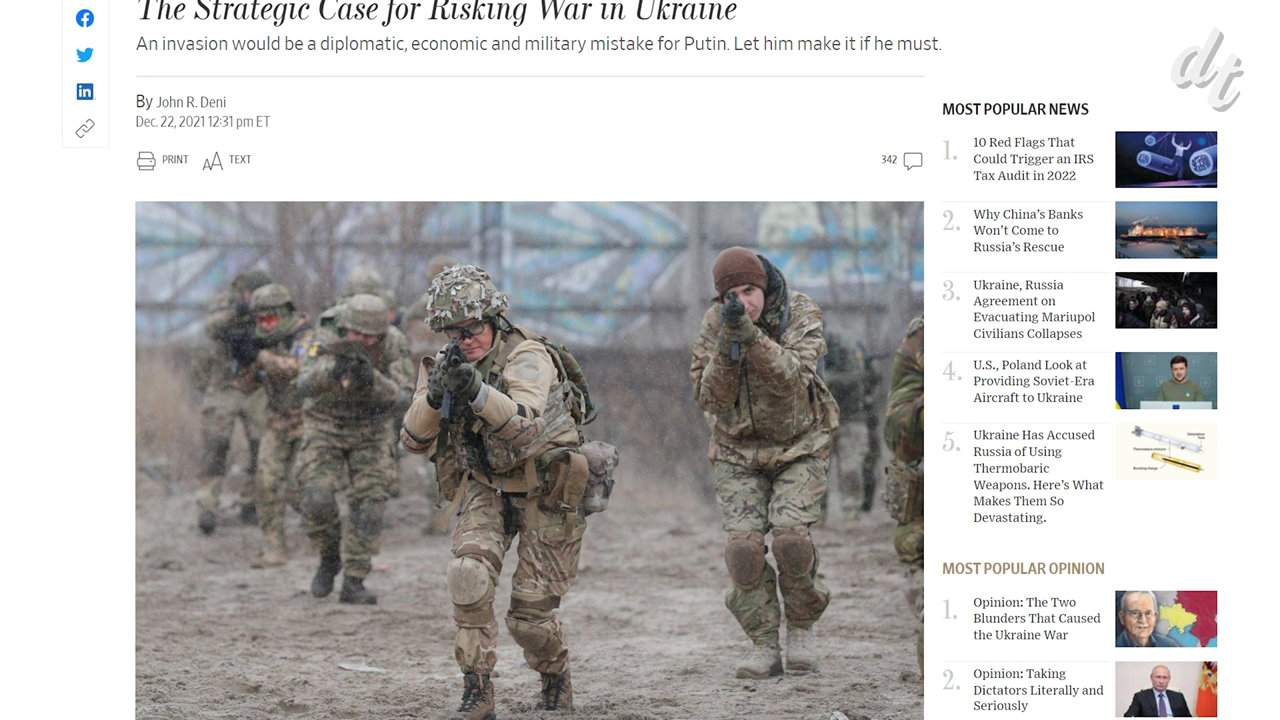 The Strategic Case for Risking War in Ukraine
An invasion would be a diplomatic, economic and military mistake for Putin. Let him make it if he must.
By John R. Deni
Dec. 22, 2021 12:31 pm ET
PRINT
TEXT
342
MOST POPULAR NEWS
1.
10 Red Flags That
Could Trigger an IRS
Tax Audit in 2022
2.
Why China's Banks
Won't Come to
Russia's Rescue
3.
Ukraine, Russia
Agreement on
Evacuating Mariupol
Civilians Collapses
4.
U.S., Poland Look at
Providing Soviet-Era
Aircraft to Ukraine
5.
Ukraine Has Accused
Russia of Using
Thermobaric
Weapons. Here's What
Makes Them So
Devastating.
MOST POPULAR OPINION
1.
Opinion: The Two
Blunders That Caused
the Ukraine War
2.
Opinion: Taking
Dictators Literally and
Seriously
dt